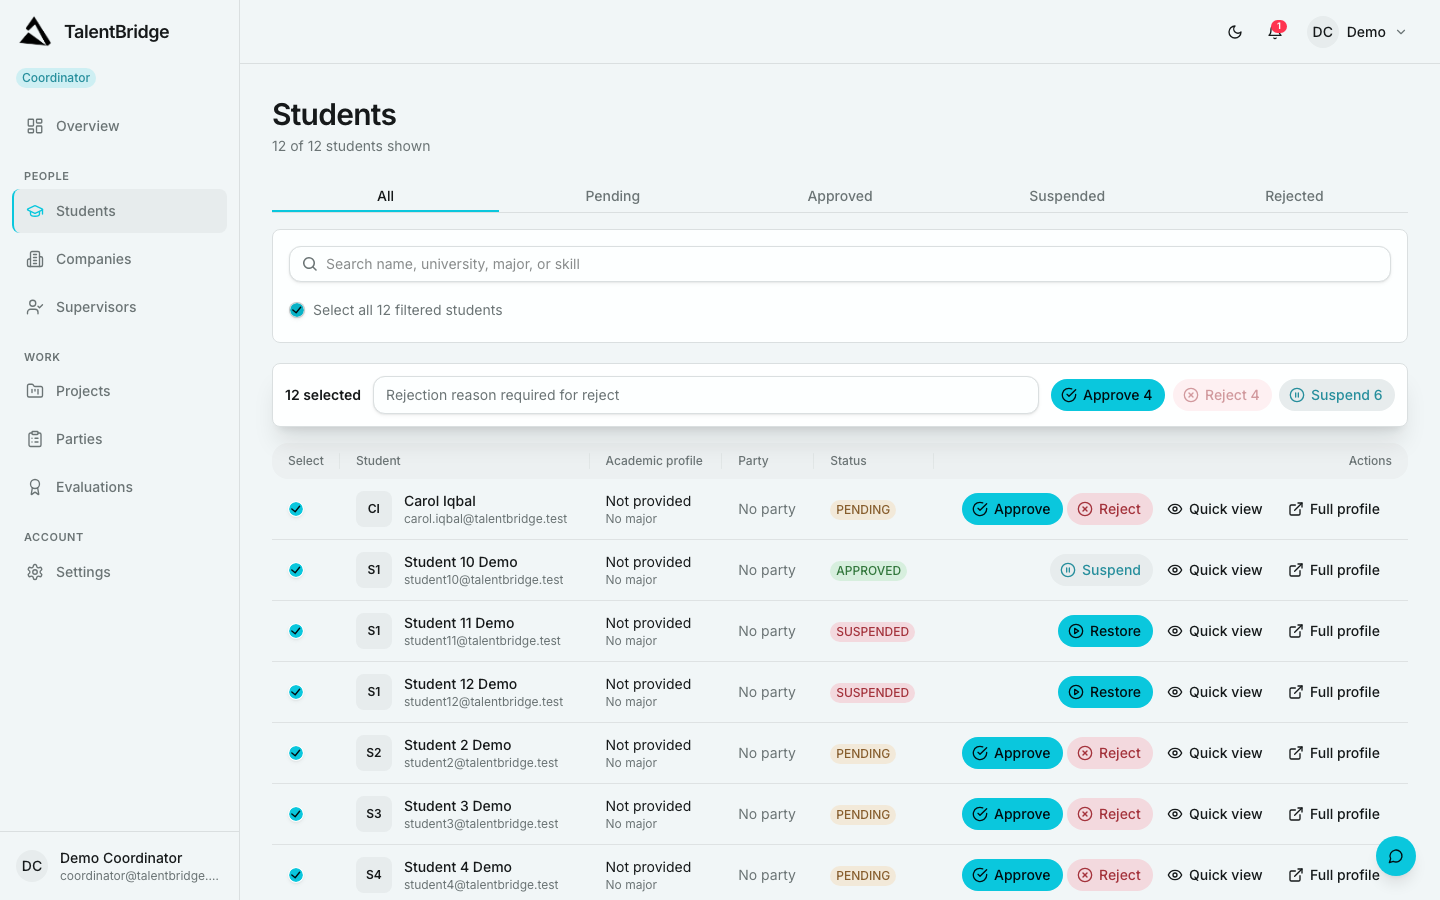 TalentBridge
Coordinator
Overview
PEOPLE
Students
Companies
Supervisors
WORK
Projects
Parties
Evaluations
ACCOUNT
Settings
DC
Demo Coordinator
coordinator@talentbridge....
1
DC Demo
Students
12 of 12 students shown
All Pending Approved Suspended Rejected
Search name, university, major, or skill
Select all 12 filtered students
12 selected Rejection reason required for reject Approve 4 Reject 4 Suspend 6
Select Student Academic profile Party Status Actions
CI Carol Iqbal Not provided No party PENDING Approve Reject Quick view Full profile
carol.iqbal@talentbridge.test No major
S1 Student 10 Demo Not provided No party APPROVED Suspend Quick view Full profile
student10@talentbridge.test No major
S1 Student 11 Demo Not provided No party SUSPENDED Restore Quick view Full profile
student11@talentbridge.test No major
S1 Student 12 Demo Not provided No party SUSPENDED Restore Quick view Full profile
student12@talentbridge.test No major
S2 Student 2 Demo Not provided No party PENDING Approve Reject Quick view Full profile
student2@talentbridge.test No major
S3 Student 3 Demo Not provided No party PENDING Approve Reject Quick view Full profile
student3@talentbridge.test No major
S4 Student 4 Demo Not provided No party PENDING Approve Reject Quick view Full profile
student4@talentbridge.test No major